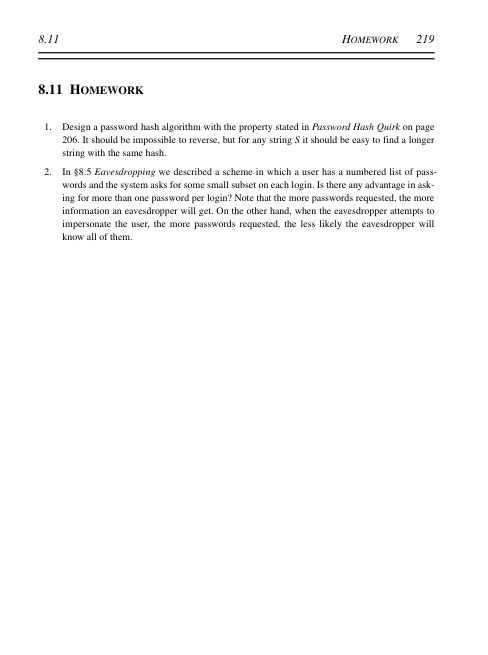 8.11 HOMEWORK 219
8.11 HOMEWORK
1. Design a password hash algorithm with the property stated in Password Hash Quirk on page
206. It should be impossible to reverse, but for any string S it should be easy to find a longer
string with the same hash.
2. In §8.5 Eavesdropping we described a scheme in which a user has a numbered list of pass-
words and the system asks for some small subset on each login. Is there any advantage in ask-
ing for more than one password per login? Note that the more passwords requested, the more
information an eavesdropper will get. On the other hand, when the eavesdropper attempts to
impersonate the user, the more passwords requested, the less likely the eavesdropper will
know all of them.